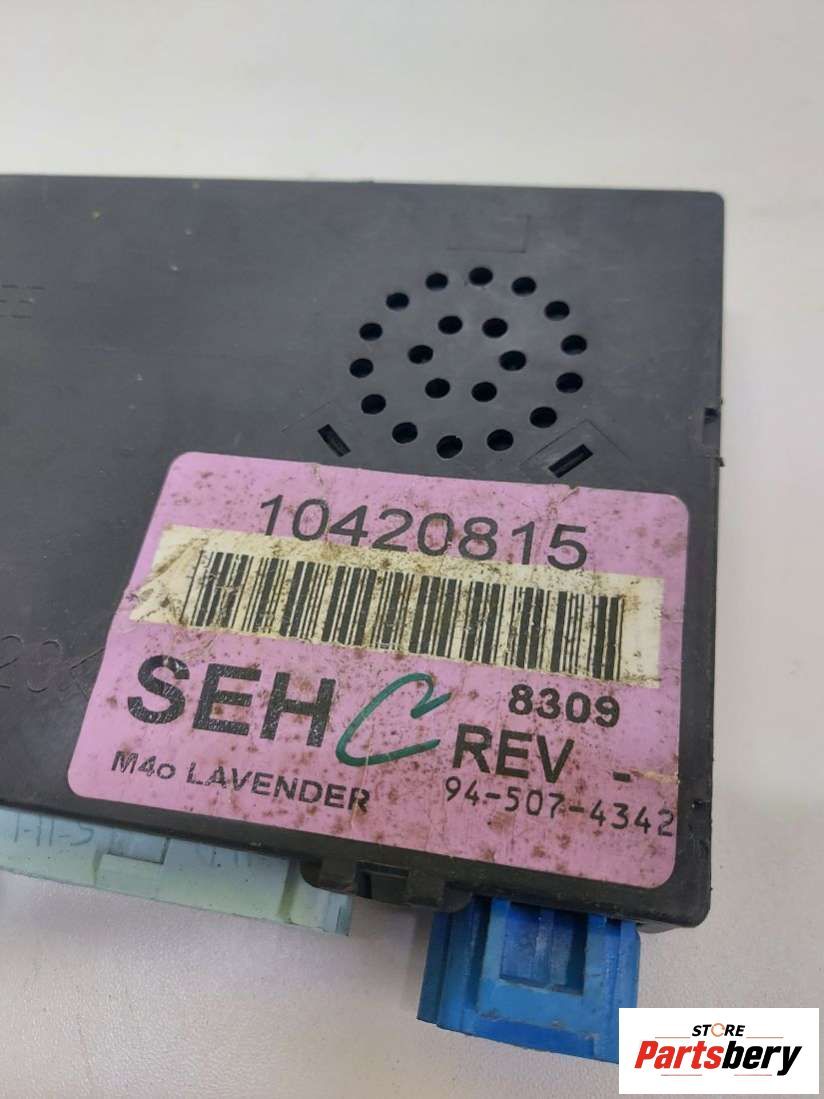 10420815
8309
SEH C REV -
M4o LAVENDER 94-507-4342
STORE
Partsbery